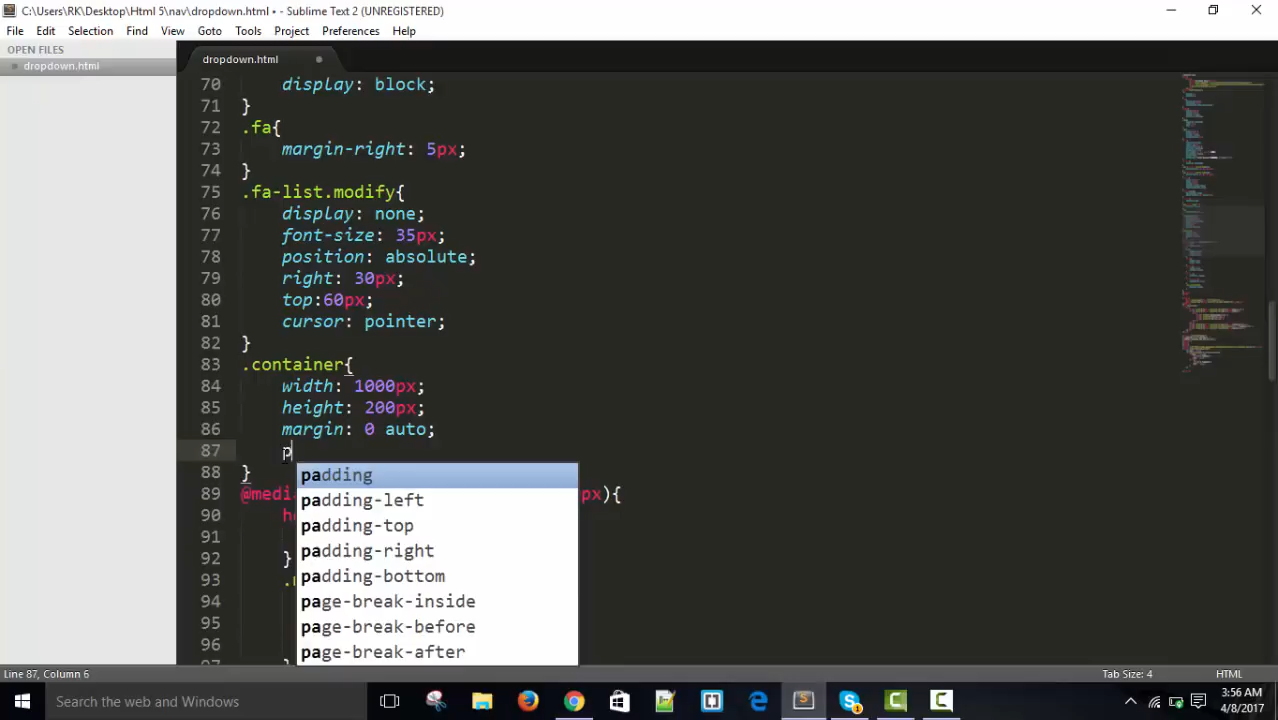 C:\Users\RK\Desktop\Html 5\nav\dropdown.html • - Sublime Text 2 (UNREGISTERED)
File Edit Selection Find View Goto Tools Project Preferences Help
OPEN FILES
dropdown.html
dropdown.html
70 display: block;
71 }
72 .fa{
73 margin-right: 5px;
74 }
75 .fa-list.modify{
76 display: none;
77 font-size: 35px;
78 position: absolute;
79 right: 30px;
80 top:60px;
81 cursor: pointer;
82 }
83 .container{
84 width: 1000px;
85 height: 200px;
86 margin: 0 auto;
87 p
88 }
padding
89 @medi px){
padding-left
90 h
padding-top
91
padding-right
92 }
padding-bottom
93 .
page-break-inside
94
page-break-before
95
page-break-after
96
}
Line 87, Column 6 Tab Size: 4 HTML
Search the web and Windows
3:56 AM
4/8/2017